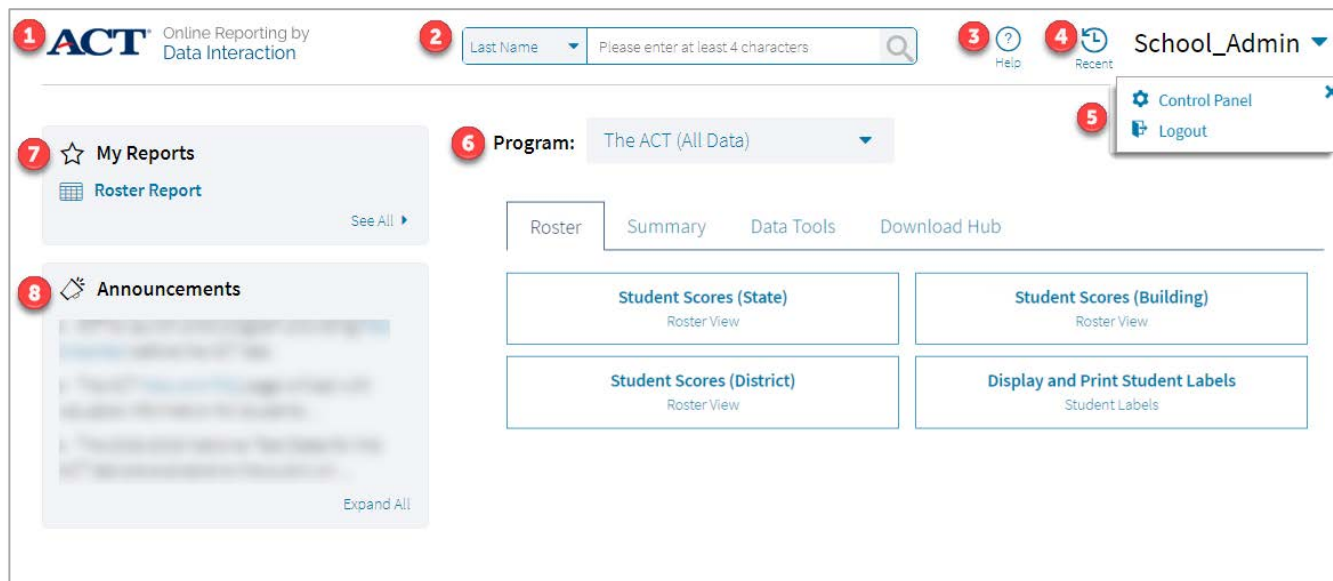 1 ACT® Online Reporting by
Data Interaction
2 Last Name Please enter at least 4 characters
3 Help
4 Recent
School_Admin
5 Control Panel
Logout
6 Program: The ACT (All Data)
7 My Reports
Roster Report
See All
8 Announcements
Expand All
Roster Summary Data Tools Download Hub
Student Scores (State)
Roster View
Student Scores (Building)
Roster View
Student Scores (District)
Roster View
Display and Print Student Labels
Student Labels